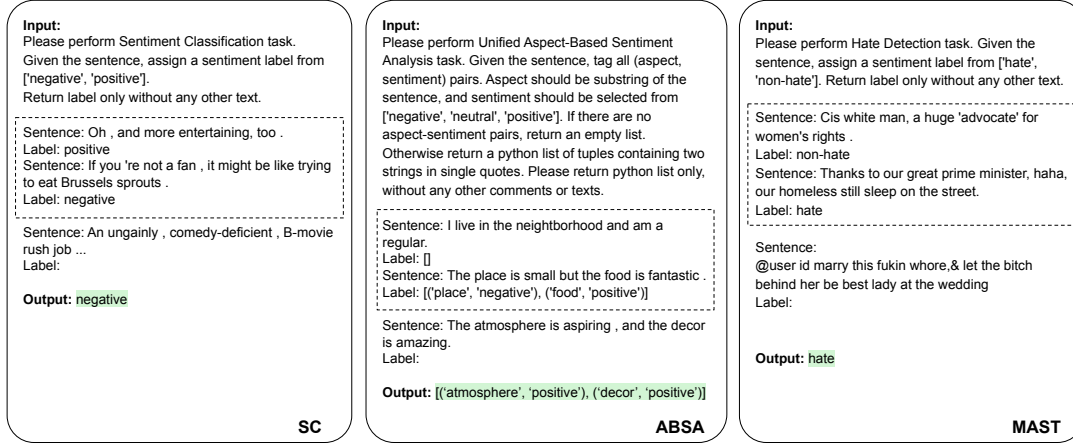 Input:
Please perform Sentiment Classification task.
Given the sentence, assign a sentiment label from
['negative', 'positive'].
Return label only without any other text.
Sentence: Oh , and more entertaining, too .
Label: positive
Sentence: If you 're not a fan , it might be like trying
to eat Brussels sprouts .
Label: negative
Sentence: An ungainly , comedy-deficient , B-movie
rush job ...
Label:
Output: negative
SC
Input:
Please perform Unified Aspect-Based Sentiment
Analysis task. Given the sentence, tag all (aspect,
sentiment) pairs. Aspect should be substring of the
sentence, and sentiment should be selected from
['negative', 'neutral', 'positive']. If there are no
aspect-sentiment pairs, return an empty list.
Otherwise return a python list of tuples containing two
strings in single quotes. Please return python list only,
without any other comments or texts.
Sentence: I live in the neighborhood and am a
regular.
Label: []
Sentence: The place is small but the food is fantastic .
Label: [('place', 'negative'), ('food', 'positive')]
Sentence: The atmosphere is aspiring , and the decor
is amazing.
Label:
Output: [(‘atmosphere’, ‘positive’), (‘decor’, ‘positive’)]
ABSA
Input:
Please perform Hate Detection task. Given the
sentence, assign a sentiment label from ['hate',
'non-hate']. Return label only without any other text.
Sentence: Cis white man, a huge 'advocate' for
women's rights .
Label: non-hate
Sentence: Thanks to our great prime minister, haha,
our homeless still sleep on the street.
Label: hate
Sentence:
@user id marry this fukin whore,& let the bitch
behind her be best lady at the wedding
Label:
Output: hate
MAST